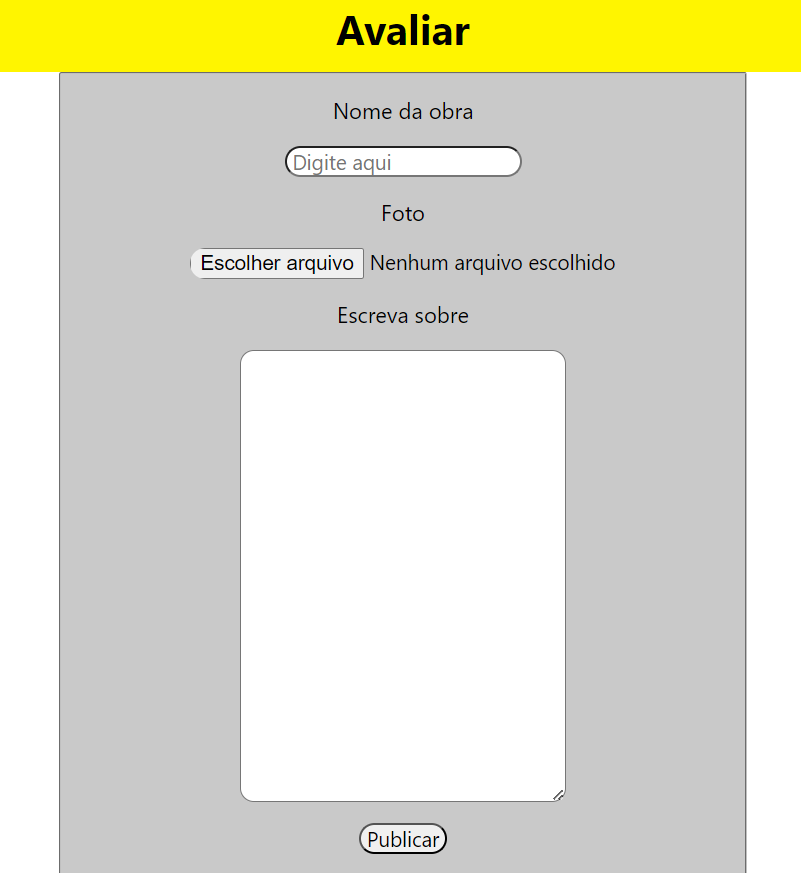 Avaliar
Nome da obra
Digite aqui
Foto
Escolher arquivo Nenhum arquivo escolhido
Escreva sobre
Publicar